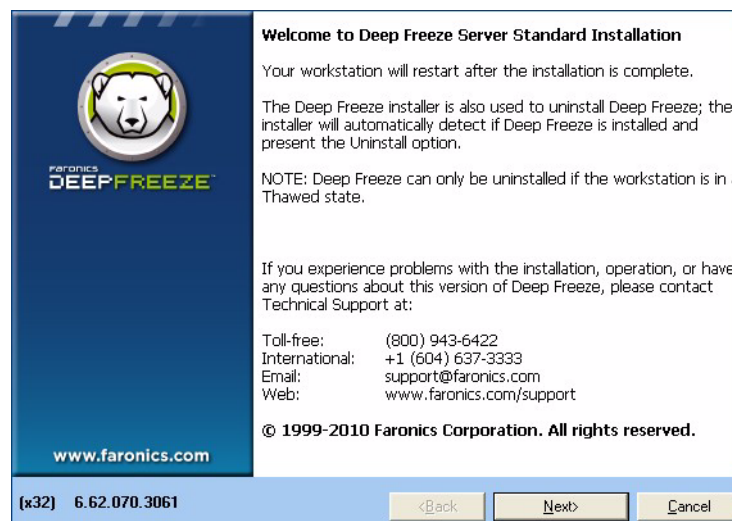 Welcome to Deep Freeze Server Standard Installation
Your workstation will restart after the installation is complete.
The Deep Freeze installer is also used to uninstall Deep Freeze; the
installer will automatically detect if Deep Freeze is installed and
present the Uninstall option.
NOTE: Deep Freeze can only be uninstalled if the workstation is in
Thawed state.
If you experience problems with the installation, operation, or have
any questions about this version of Deep Freeze, please contact
Technical Support at:
Toll-free: (800) 943-6422
International: +1 (604) 637-3333
Email: support@faronics.com
Web: www.faronics.com/support
© 1999-2010 Faronics Corporation. All rights reserved.
Faronics
DEEPFREEZE
www.faronics.com
(x32) 6.62.070.3061
<Back Next> Cancel